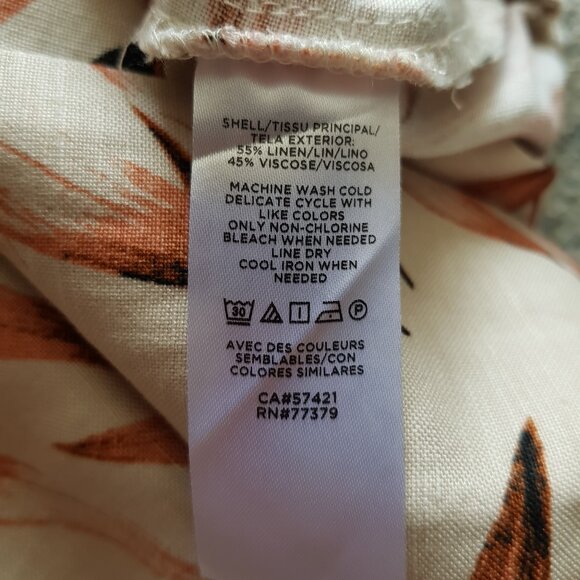 SHELL/TISSU PRINCIPAL/
TELA EXTERIOR:
55% LINEN/LIN/LINO
45% VISCOSE/VISCOSA
MACHINE WASH COLD
DELICATE CYCLE WITH
LIKE COLORS
ONLY NON-CHLORINE
BLEACH WHEN NEEDED
LINE DRY
COOL IRON WHEN
NEEDED
30 P
AVEC DES COULEURS
SEMBLABLES/CON
COLORES SIMILARES
CA#57421
RN#77379